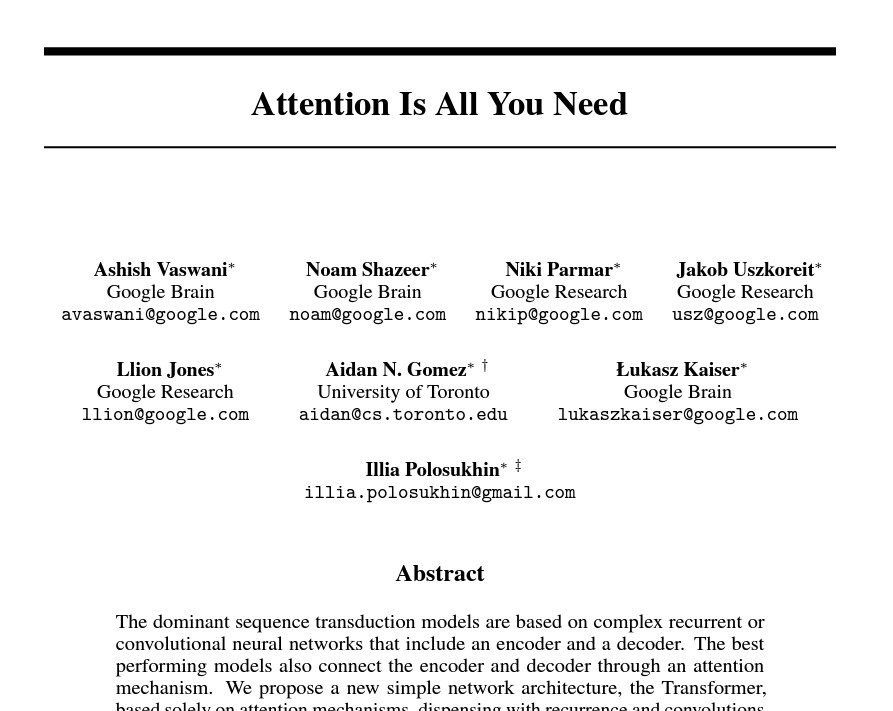 Attention Is All You Need
Ashish Vaswani∗ Noam Shazeer∗ Niki Parmar∗ Jakob Uszkoreit∗
Google Brain Google Brain Google Research Google Research
avaswani@google.com noam@google.com nikip@google.com usz@google.com
Llion Jones∗ Aidan N. Gomez∗ † Łukasz Kaiser∗
Google Research University of Toronto Google Brain
llion@google.com aidan@cs.toronto.edu lukaszkaiser@google.com
Illia Polosukhin∗ ‡
illia.polosukhin@gmail.com
Abstract
The dominant sequence transduction models are based on complex recurrent or
convolutional neural networks that include an encoder and a decoder. The best
performing models also connect the encoder and decoder through an attention
mechanism. We propose a new simple network architecture, the Transformer,
based solely on attention mechanisms, dispensing with recurrence and convolutions